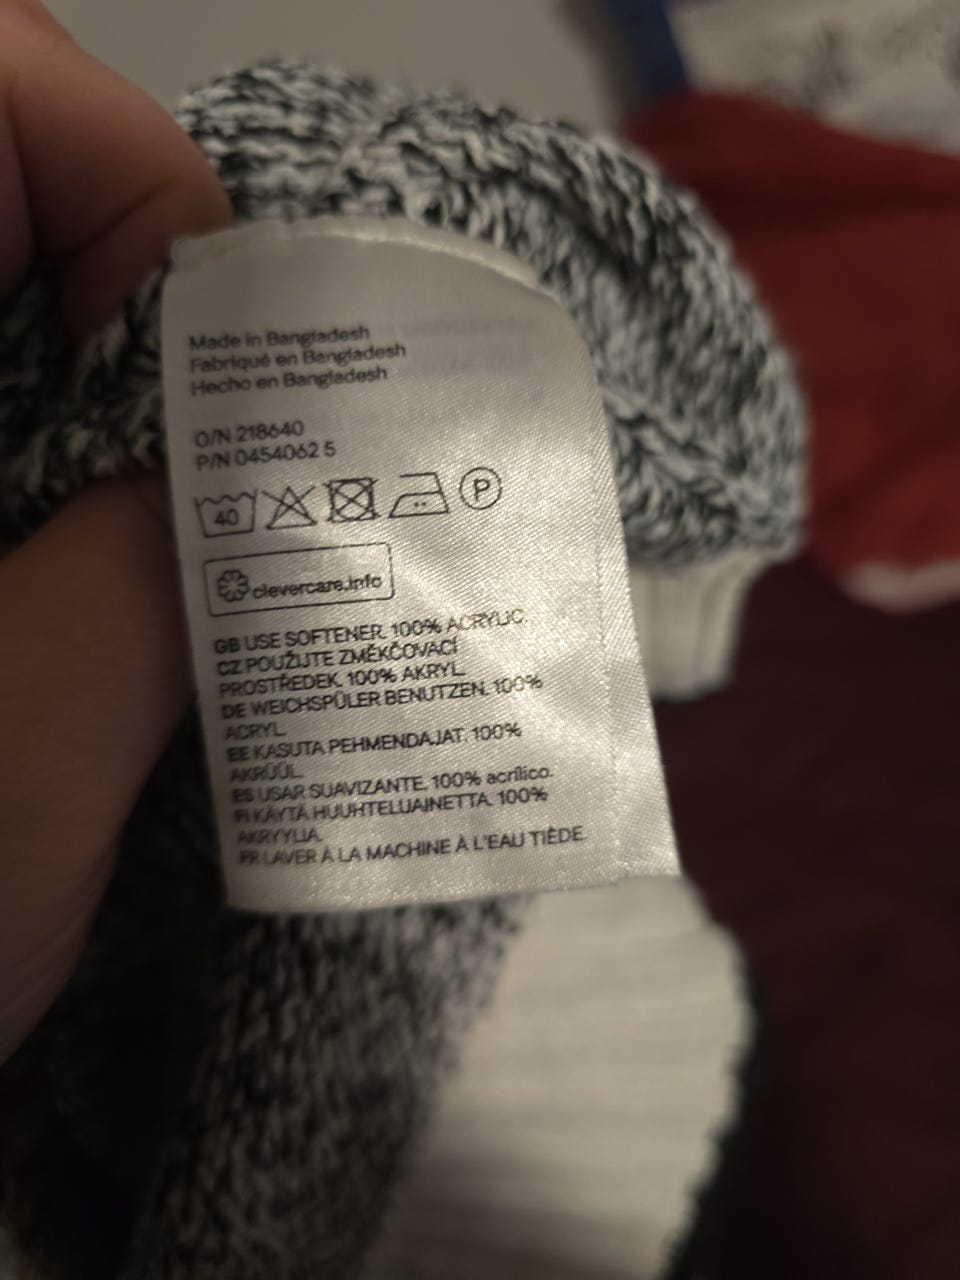 Made in Bangladesh
Fabriqué en Bangladesh
Hecho en Bangladesh
O/N 218640
P/N 0454062 5
40 P
clevercare.info
GB USE SOFTENER. 100% ACRYLIC.
CZ POUŽIJTE ZMĚKČOVACÍ
PROSTŘEDEK. 100% AKRYL.
DE WEICHSPÜLER BENUTZEN. 100%
ACRYL.
EE KASUTA PEHMENDAJAT. 100%
AKRÜÜL.
ES USAR SUAVIZANTE. 100% acrílico.
FI KÄYTÄ HUUHTELUAINETTA. 100%
AKRYYLIA.
FR LAVER À LA MACHINE À L'EAU TIÈDE.